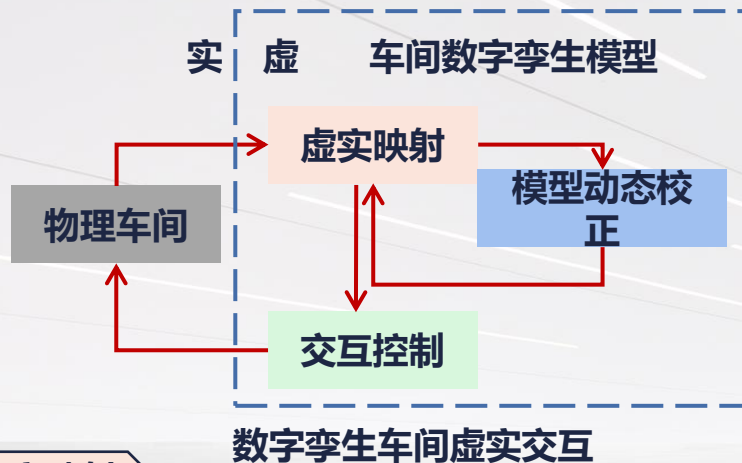 实 虚 车间数字孪生模型
虚实映射
物理车间
模型动态校
正
交互控制
数字孪生车间虚实交互